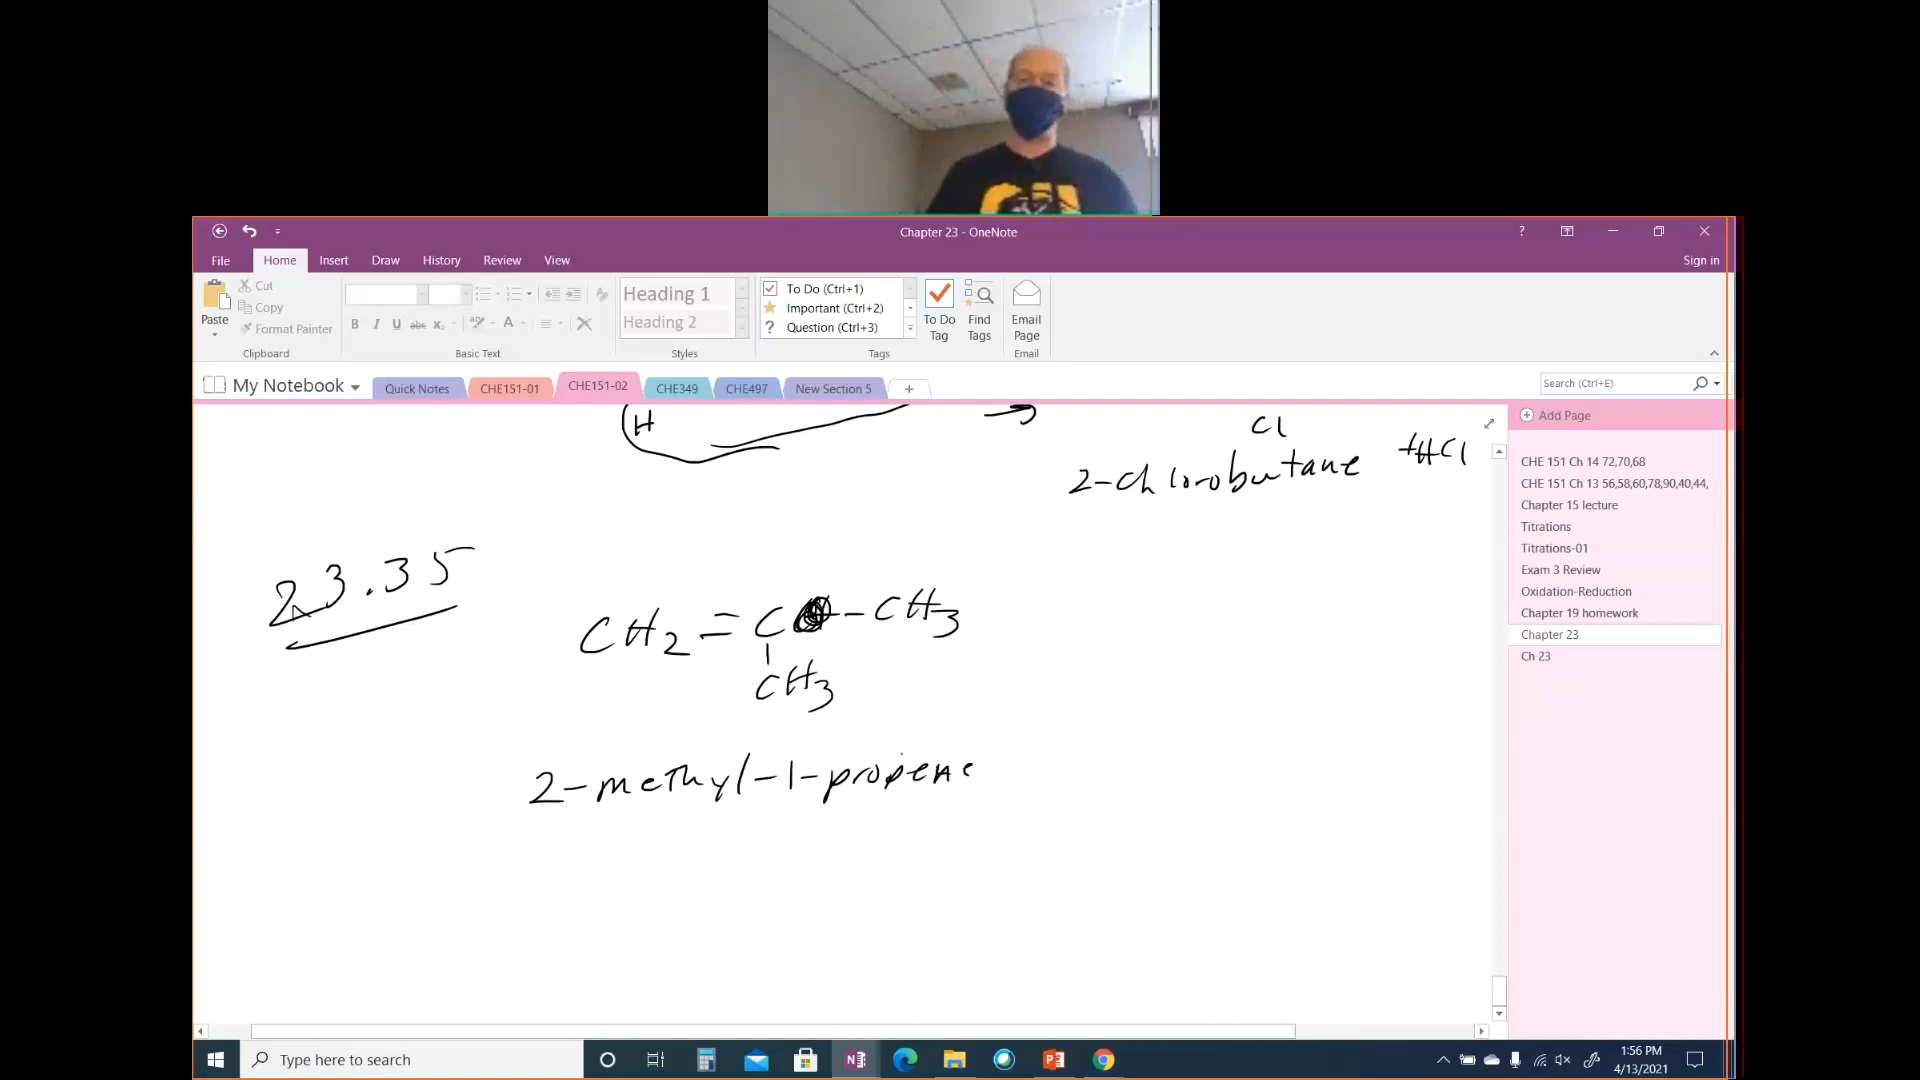 Chapter 23 - OneNote
?
File Home Insert Draw History Review View
Sign in
Paste
Cut
Copy
Format Painter
Clipboard
B I U abc x₂ A
Basic Text
Heading 1
Heading 2
Styles
To Do (Ctrl+1)
Important (Ctrl+2)
? Question (Ctrl+3)
Tags
To Do Tag
Find Tags
Email Page
Email
My Notebook Quick Notes CHE151-01 CHE151-02 CHE349 CHE497 New Section 5 +
Search (Ctrl+E)
Add Page
CHE 151 Ch 14 72,70,68
CHE 151 Ch 13 56,58,60,78,90,40,44,
Chapter 15 lecture
Titrations
Titrations-01
Exam 3 Review
Oxidation-Reduction
Chapter 19 homework
Chapter 23
Ch 23
H
Cl
2-chlorobutane +HCl
23.35
CH2=C-CH3
CH3
2-methyl-1-propene
Type here to search
1:56 PM
4/13/2021